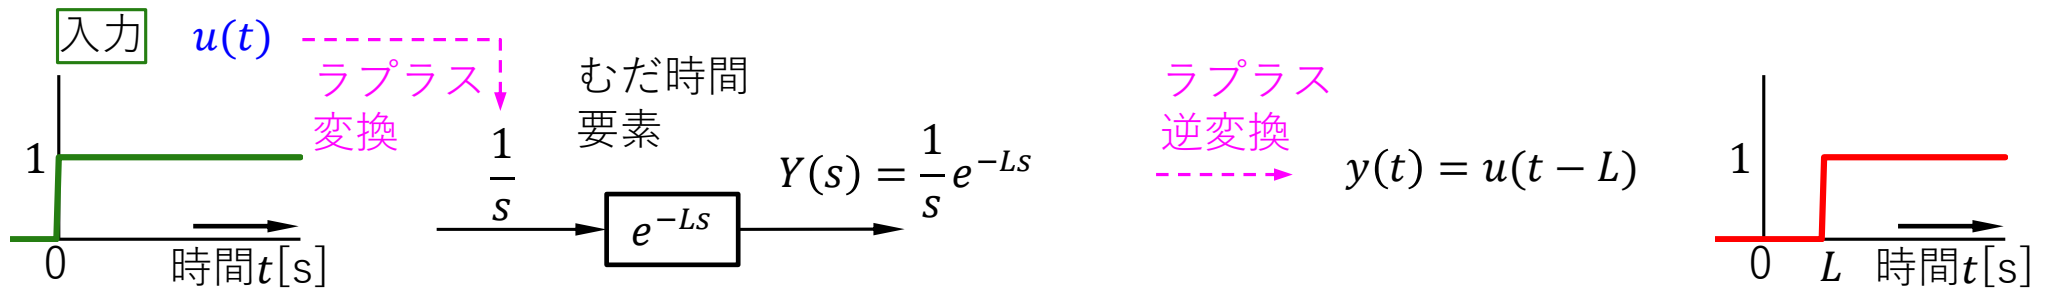 入力
u(t)
ラプラス
変換
1
0
時間t[s]
1/s
むだ時間
要素
e^{-Ls}
Y(s) = 1/s e^{-Ls}
ラプラス
逆変換
y(t) = u(t − L)
1
0
L
時間t[s]